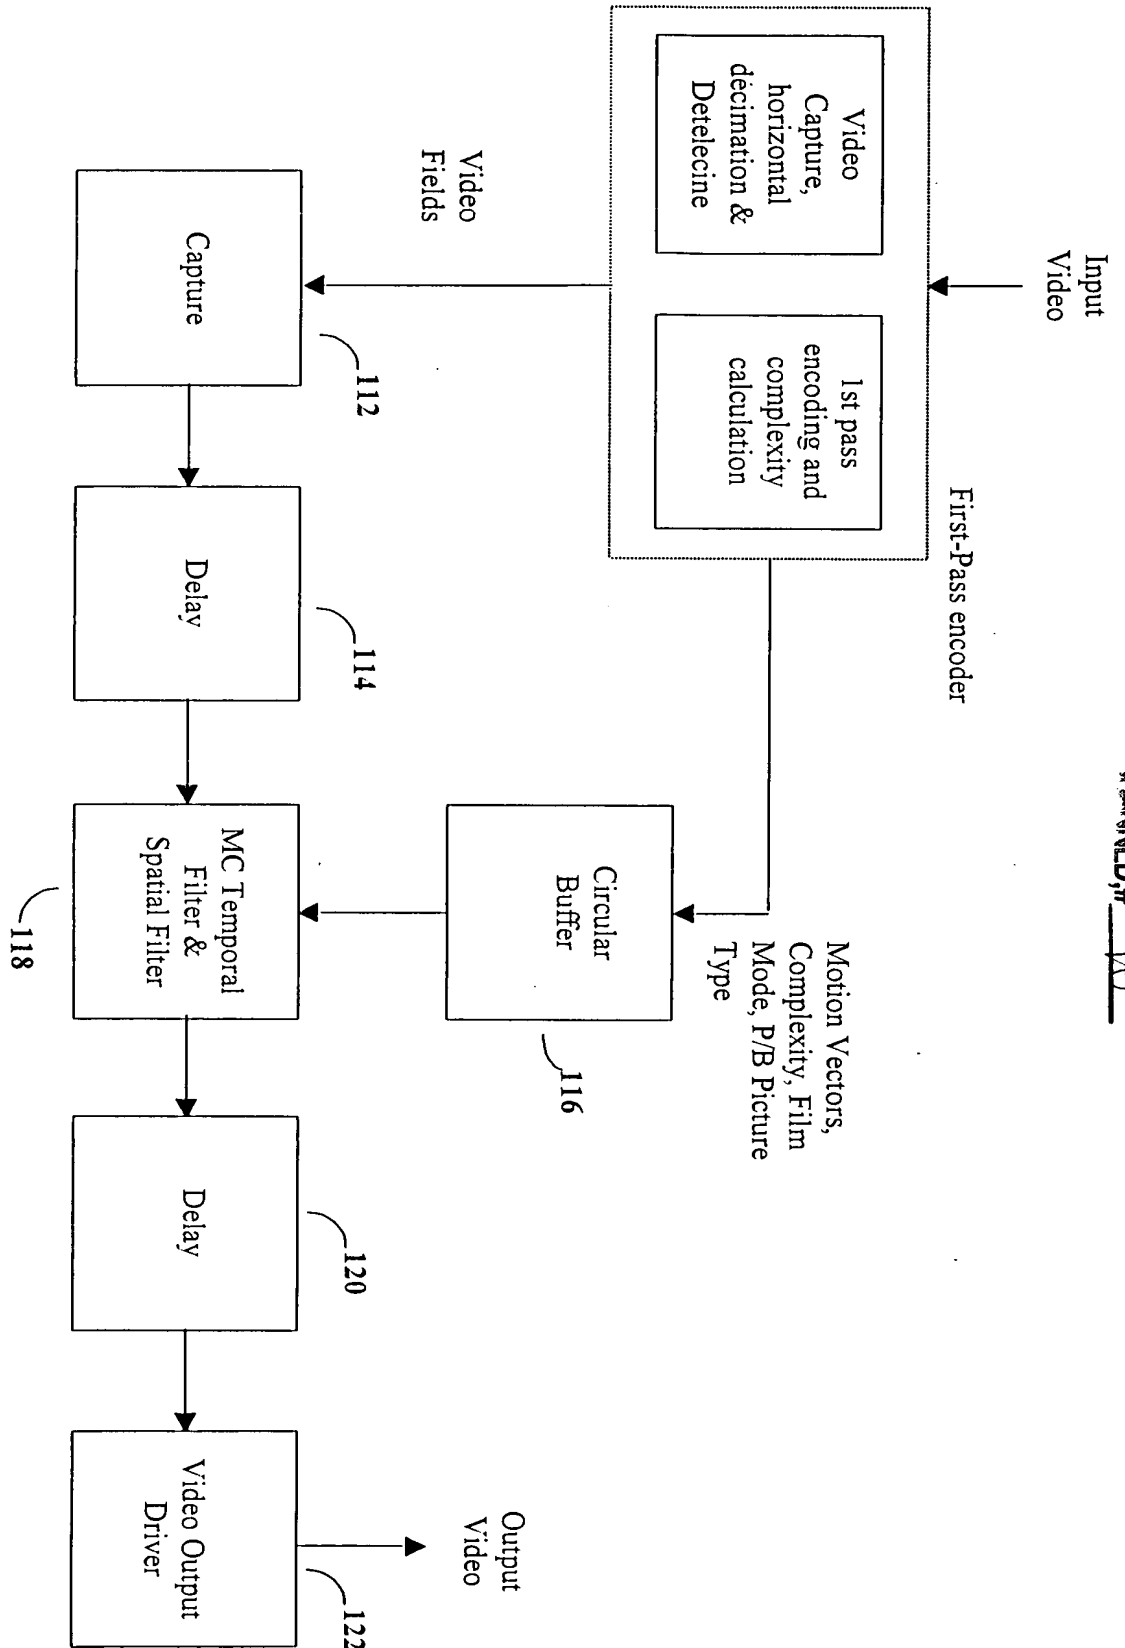 Input
Video
First-Pass encoder
Video
Capture,
horizontal
decimation &
Detelecine
1st pass
encoding and
complexity
calculation
Video
Fields
Motion Vectors,
Complexity, Film
Mode, P/B Picture
Type
Circular
Buffer
116
Capture
112
Delay
114
MC Temporal
Filter &
Spatial Filter
118
Delay
120
Video Output
Driver
122
Output
Video